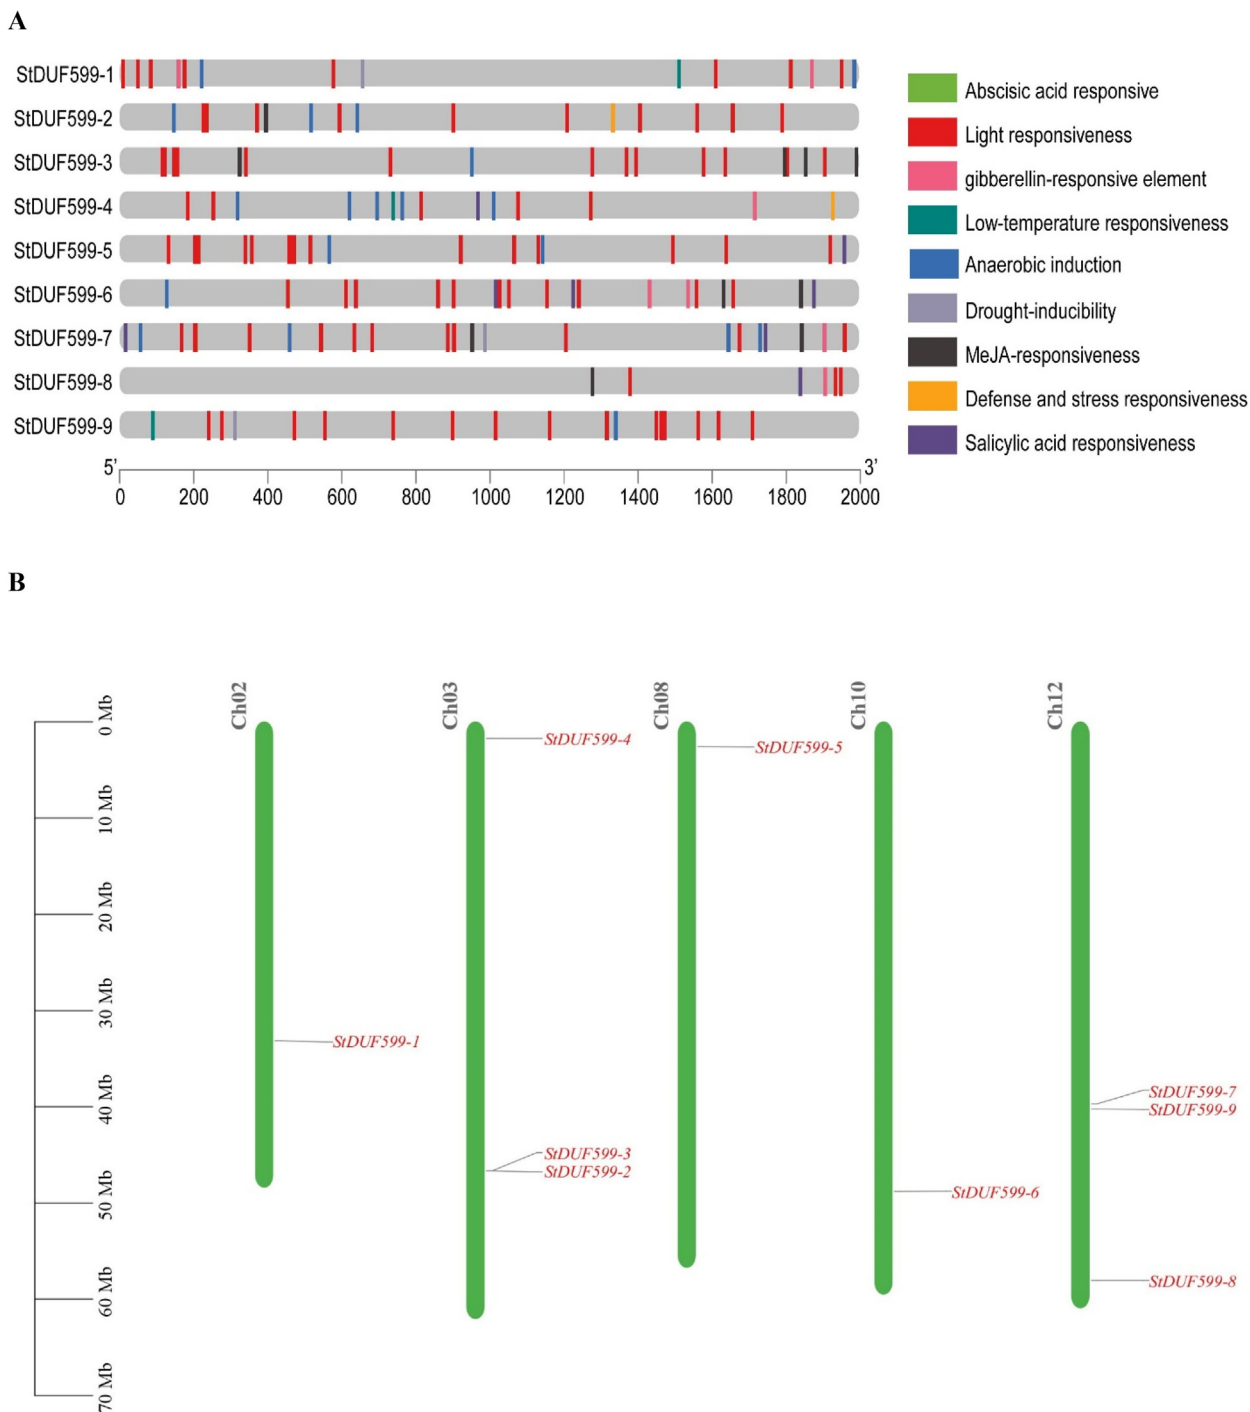 A
StDUF599-1
StDUF599-2
StDUF599-3
StDUF599-4
StDUF599-5
StDUF599-6
StDUF599-7
StDUF599-8
StDUF599-9
5’ 3’
0 200 400 600 800 1000 1200 1400 1600 1800 2000
Abscisic acid responsive
Light responsiveness
gibberellin-responsive element
Low-temperature responsiveness
Anaerobic induction
Drought-inducibility
MeJA-responsiveness
Defense and stress responsiveness
Salicylic acid responsiveness
B
0 Mb
10 Mb
20 Mb
30 Mb
40 Mb
50 Mb
60 Mb
70 Mb
Ch02
StDUF599-1
Ch03
StDUF599-4
StDUF599-3
StDUF599-2
Ch08
StDUF599-5
Ch10
StDUF599-6
Ch12
StDUF599-7
StDUF599-9
StDUF599-8